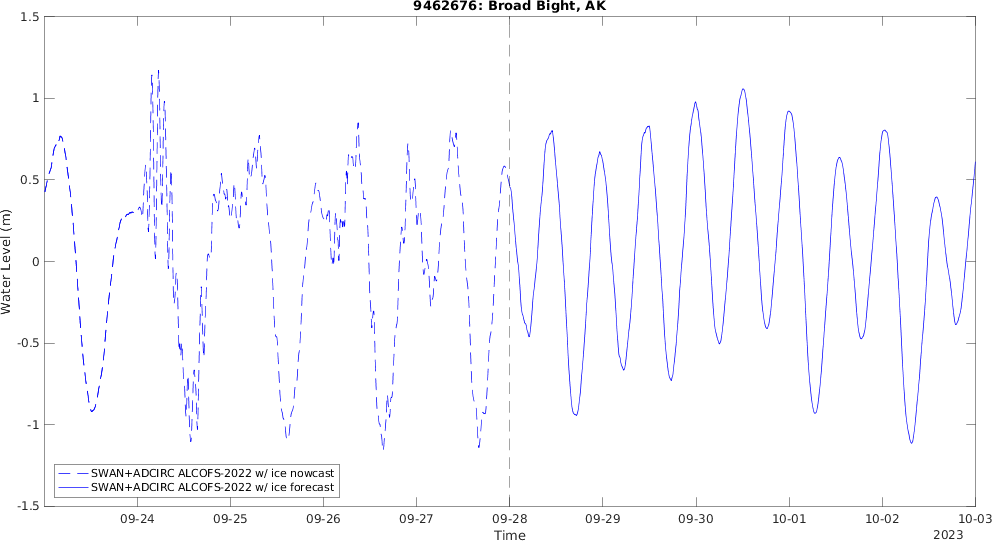 9462676: Broad Bight, AK
1.5
1
0.5
0
-0.5
-1
-1.5
Water Level (m)
SWAN+ADCIRC ALCOFS-2022 w/ ice nowcast
SWAN+ADCIRC ALCOFS-2022 w/ ice forecast
09-24 09-25 09-26 09-27 09-28 09-29 09-30 10-01 10-02 10-03
Time
2023